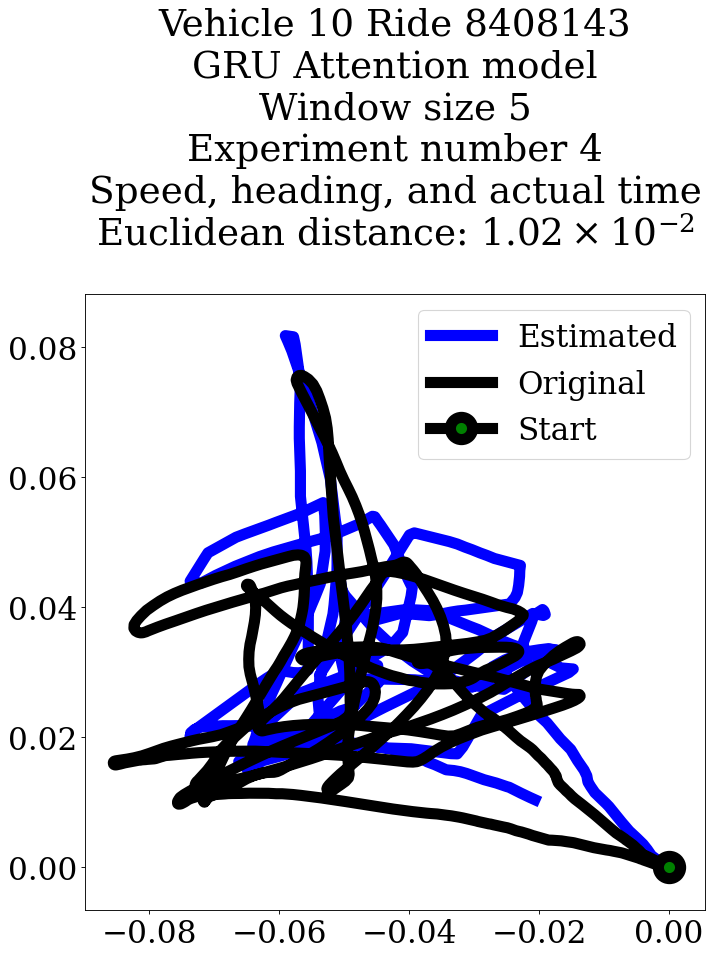 Vehicle 10 Ride 8408143
GRU Attention model
Window size 5
Experiment number 4
Speed, heading, and actual time
Euclidean distance: 1.02 × 10⁻²
Estimated
Original
Start
0.08
0.06
0.04
0.02
0.00
−0.08 −0.06 −0.04 −0.02 0.00